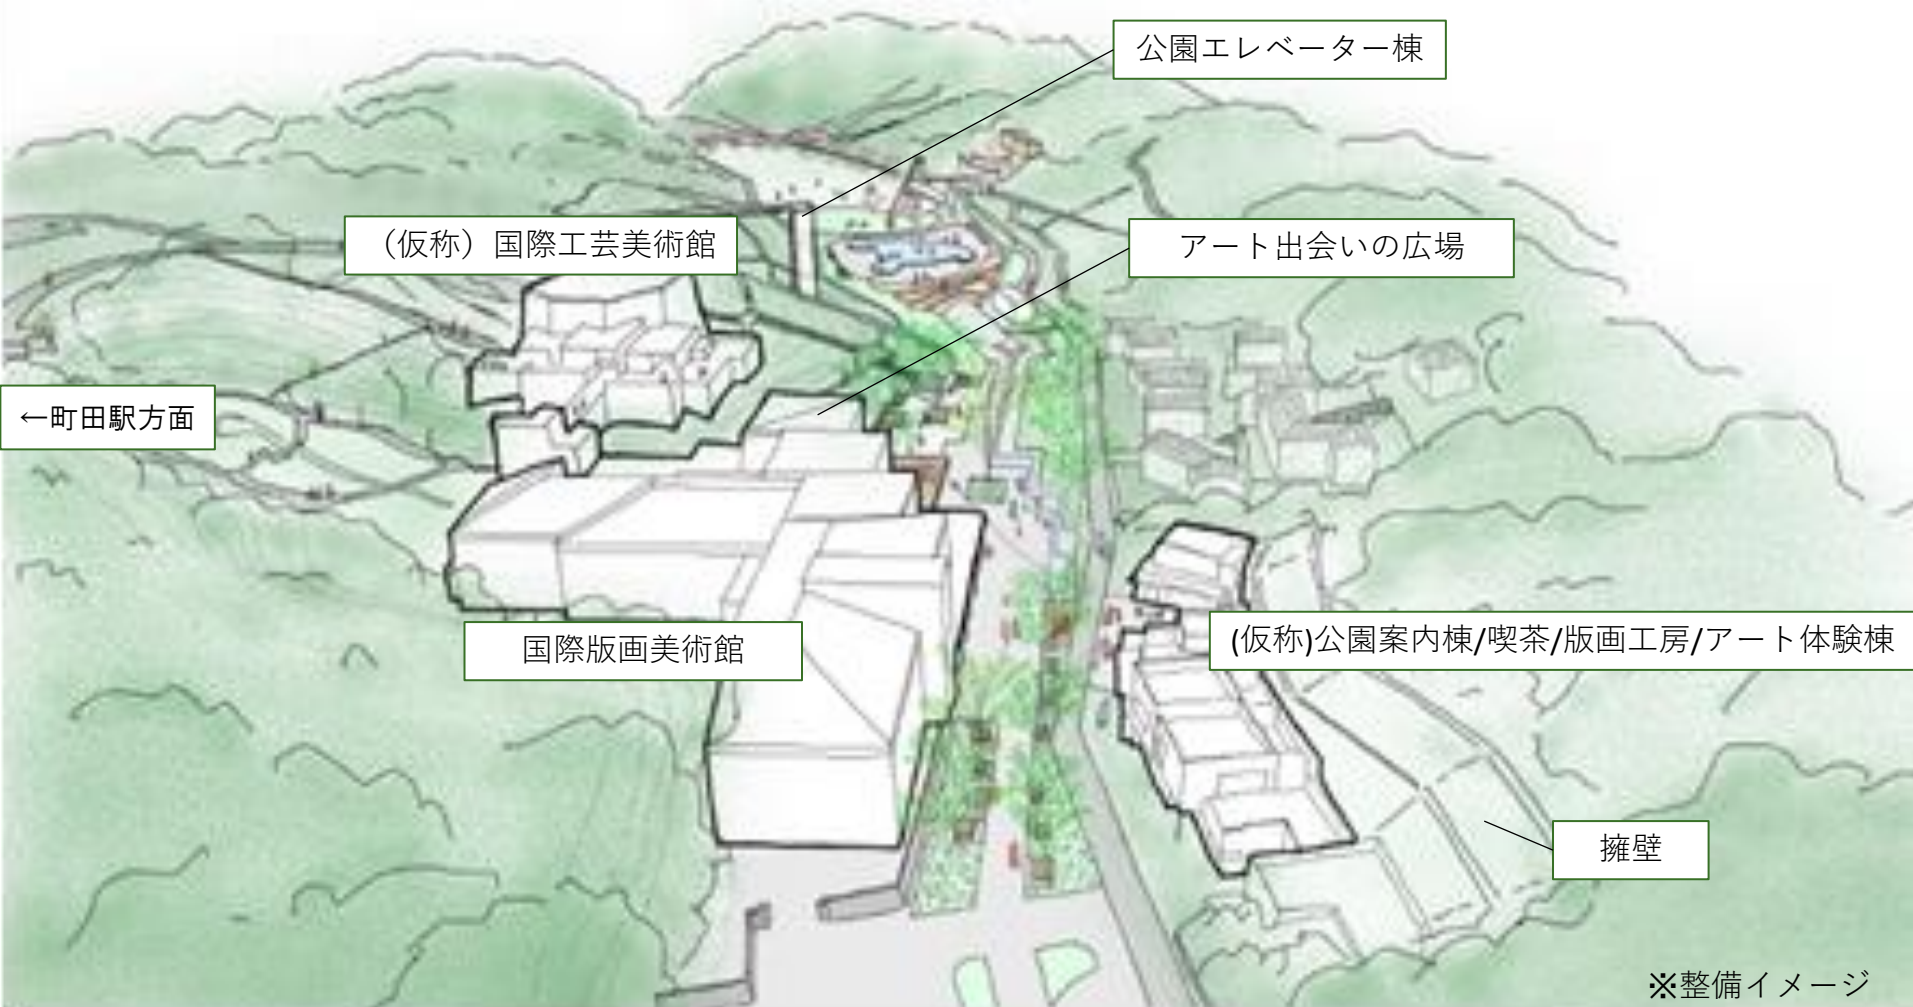 公園エレベーター棟
（仮称）国際工芸美術館
アート出会いの広場
←町田駅方面
国際版画美術館
(仮称)公園案内棟/喫茶/版画工房/アート体験棟
擁壁
※整備イメージ